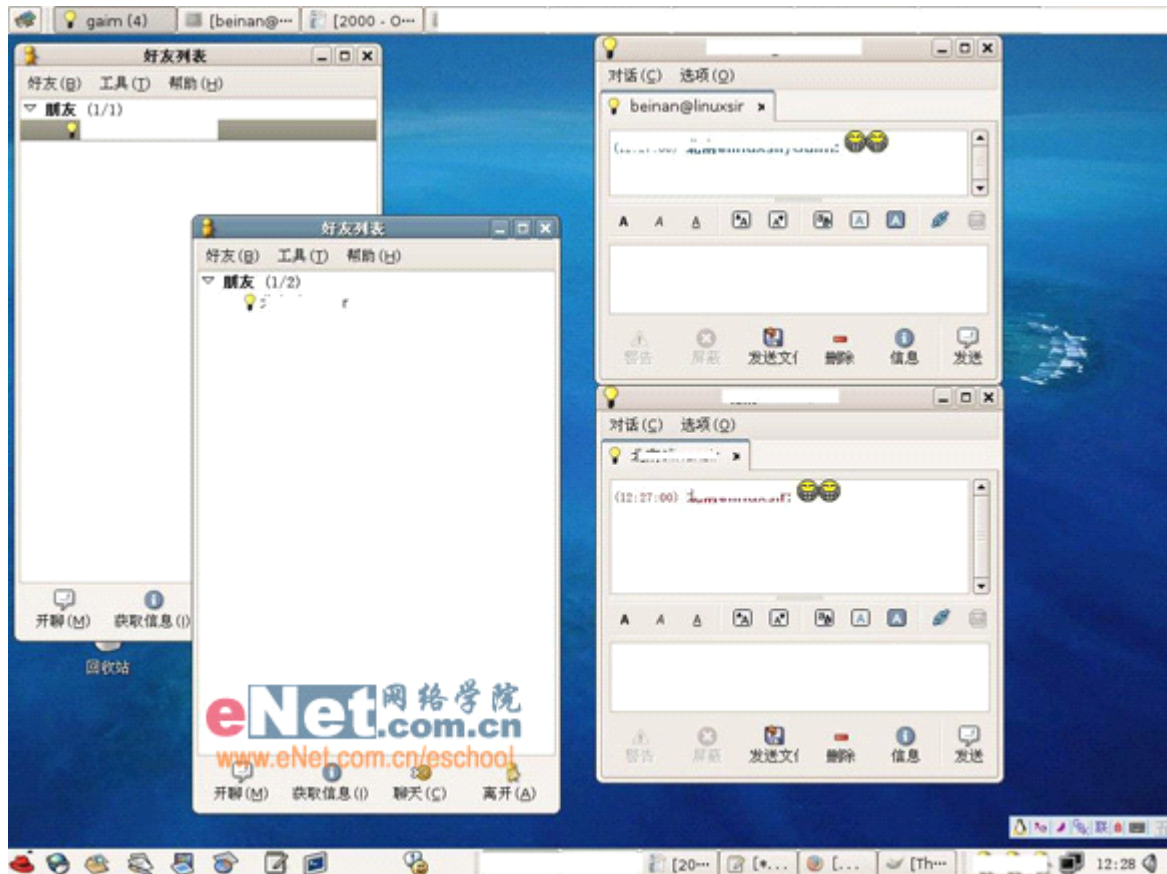 gaim (4)
[beinan@···
[2000 - O···
好友列表
好友(B) 工具(T) 帮助(H)
朋友 (1/1)
开聊(M) 获取信息(I)
回收站
好友列表
好友(B) 工具(T) 帮助(H)
朋友 (1/2)
eNet网络学院
.com.cn
www.eNet.com.cn/eschool
开聊(M) 获取信息(I) 聊天(C) 离开(A)
对话(C) 选项(O)
beinan@linuxsir
警告 屏蔽 发送文亻 删除 信息 发送
对话(C) 选项(O)
(12:27:00)
警告 屏蔽 发送文亻 删除 信息 发送
[20···
[*...
[...
[Th···
12:28